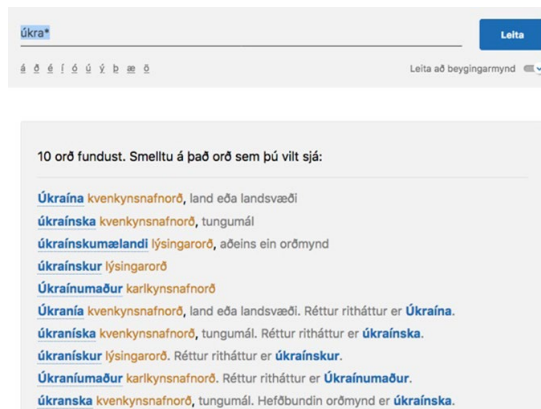 úkra*
Leita
á ð é í ó ú ý þ æ ö
Leita að beygingarmynd
10 orð fundust. Smelltu á það orð sem þú vilt sjá:
Úkraína kvenkynsnafnorð, land eða landsvæði
úkraínska kvenkynsnafnorð, tungumál
úkraínskumælandi lýsingarorð, aðeins ein orðmynd
úkraínskur lýsingarorð
Úkraínumaður karlkynsnafnorð
Úkranía kvenkynsnafnorð, land eða landsvæði. Réttur ritháttur er Úkraína.
úkraníska kvenkynsnafnorð, tungumál. Réttur ritháttur er úkraínska.
úkranískur lýsingarorð. Réttur ritháttur er úkraínskur.
Úkraníumaður karlkynsnafnorð. Réttur ritháttur er Úkraínumaður.
úkranska kvenkynsnafnorð, tungumál. Hefðbundin orðmynd er úkraínska.